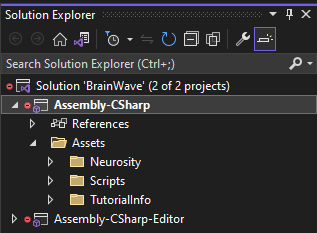 Solution Explorer
Search Solution Explorer (Ctrl+;)
Solution 'BrainWave' (2 of 2 projects)
Assembly-CSharp
References
Assets
Neurosity
Scripts
TutorialInfo
Assembly-CSharp-Editor